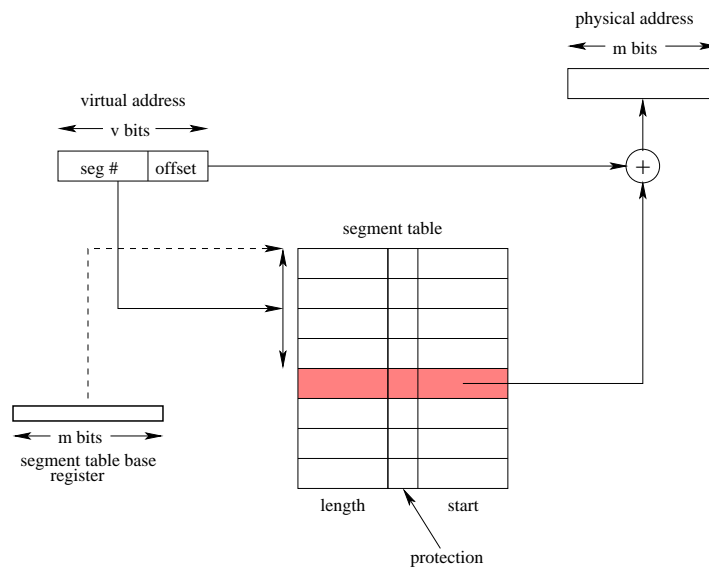 physical address
m bits
virtual address
v bits
seg #
offset
+
segment table
m bits
segment table base
register
length
start
protection